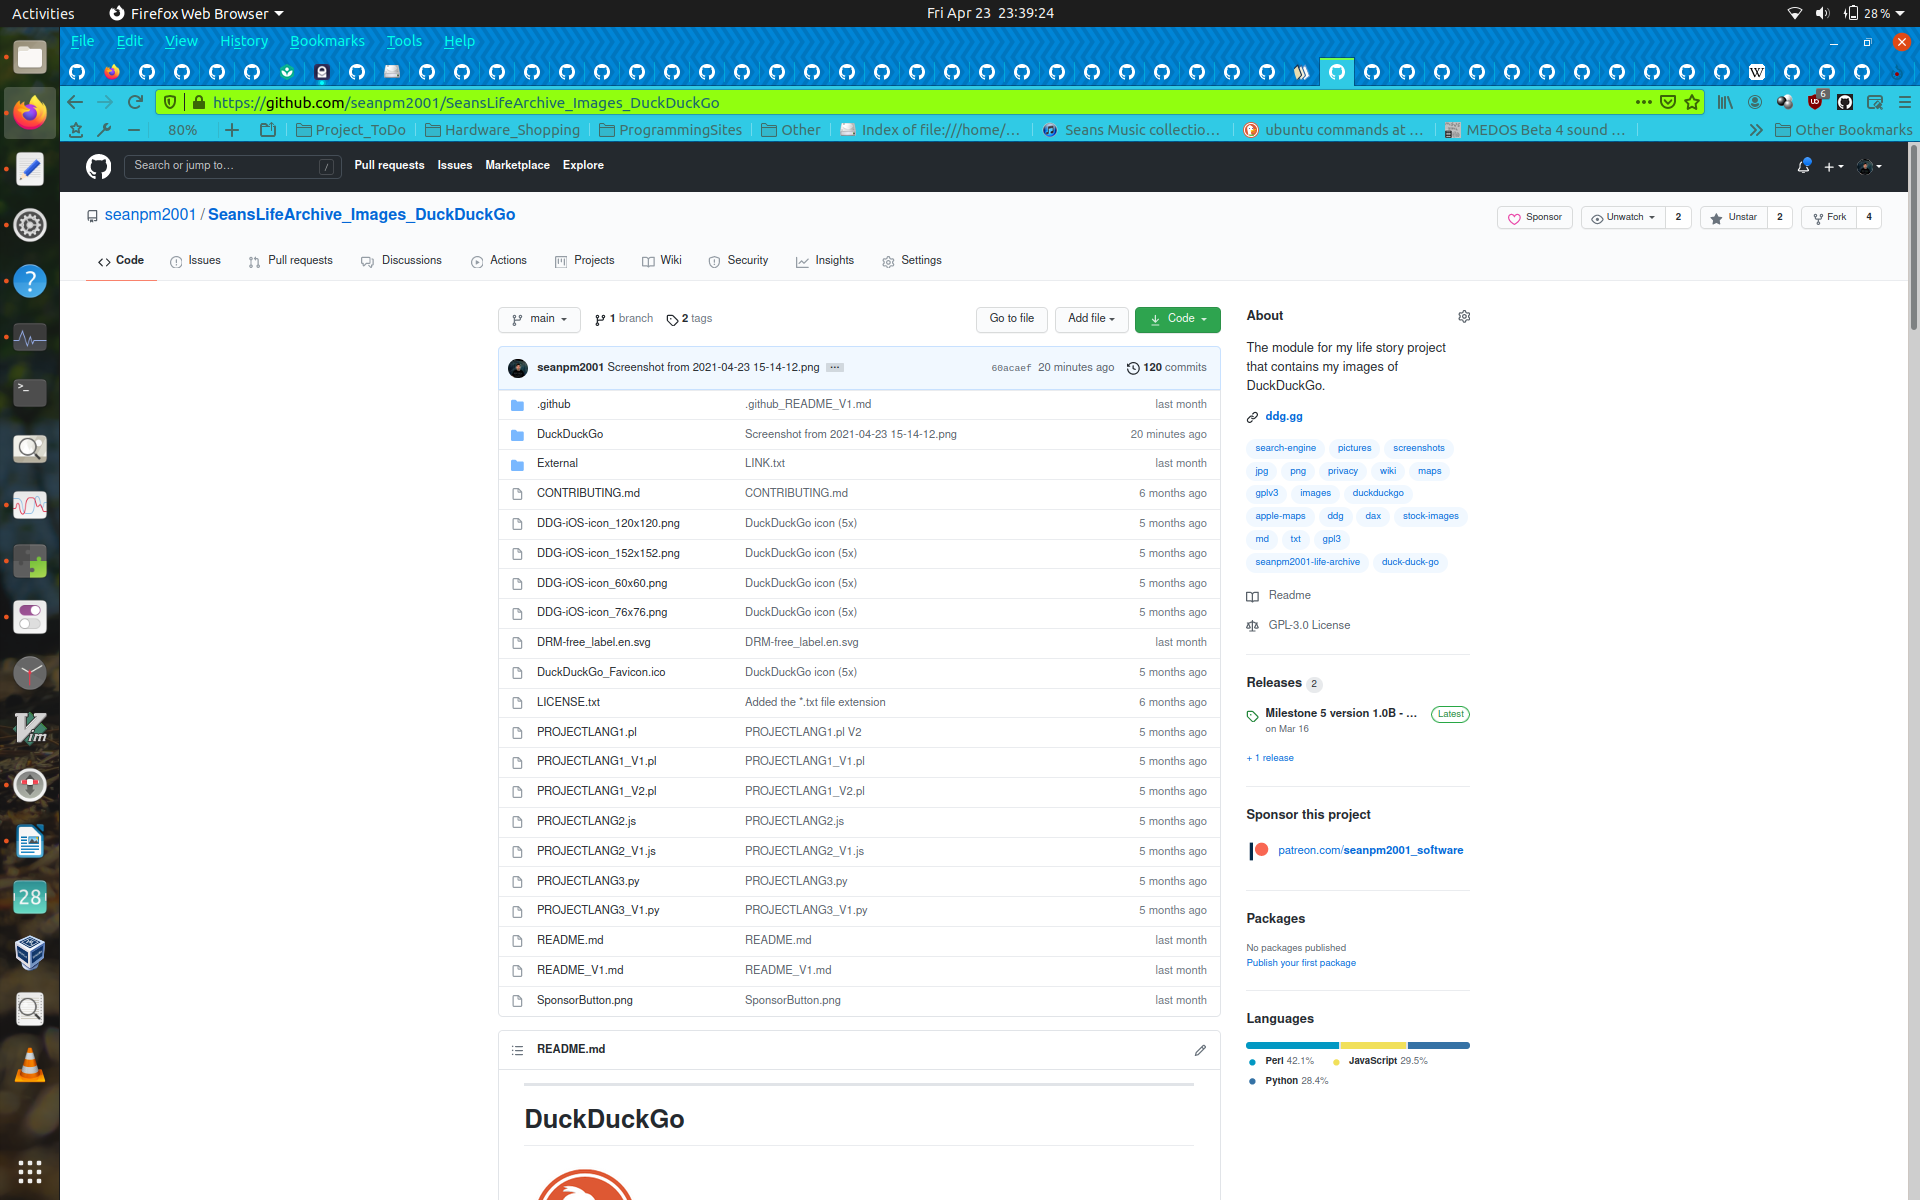 Activities Firefox Web Browser Fri Apr 23 23:39:24 28%
File Edit View History Bookmarks Tools Help
https://github.com/seanpm2001/SeansLifeArchive_Images_DuckDuckGo 6
80% Project_ToDo Hardware_Shopping ProgrammingSites Other Index of file:///home/... Seans Music collectio... ubuntu commands at ... MEDOS Beta 4 sound ... Other Bookmarks
Search or jump to... / Pull requests Issues Marketplace Explore
seanpm2001 / SeansLifeArchive_Images_DuckDuckGo Sponsor Unwatch 2 Unstar 2 Fork 4
Code Issues Pull requests Discussions Actions Projects Wiki Security Insights Settings
main 1 branch 2 tags Go to file Add file Code
seanpm2001 Screenshot from 2021-04-23 15-14-12.png ... 60acaef 20 minutes ago 120 commits
.github .github_README_V1.md last month
DuckDuckGo Screenshot from 2021-04-23 15-14-12.png 20 minutes ago
External LINK.txt last month
CONTRIBUTING.md CONTRIBUTING.md 6 months ago
DDG-iOS-icon_120x120.png DuckDuckGo icon (5x) 5 months ago
DDG-iOS-icon_152x152.png DuckDuckGo icon (5x) 5 months ago
DDG-iOS-icon_60x60.png DuckDuckGo icon (5x) 5 months ago
DDG-iOS-icon_76x76.png DuckDuckGo icon (5x) 5 months ago
DRM-free_label.en.svg DRM-free_label.en.svg last month
DuckDuckGo_Favicon.ico DuckDuckGo icon (5x) 5 months ago
LICENSE.txt Added the *.txt file extension 6 months ago
PROJECTLANG1.pl PROJECTLANG1.pl V2 5 months ago
PROJECTLANG1_V1.pl PROJECTLANG1_V1.pl 5 months ago
PROJECTLANG1_V2.pl PROJECTLANG1_V2.pl 5 months ago
PROJECTLANG2.js PROJECTLANG2.js 5 months ago
PROJECTLANG2_V1.js PROJECTLANG2_V1.js 5 months ago
PROJECTLANG3.py PROJECTLANG3.py 5 months ago
PROJECTLANG3_V1.py PROJECTLANG3_V1.py 5 months ago
README.md README.md last month
README_V1.md README_V1.md last month
SponsorButton.png SponsorButton.png last month
README.md
DuckDuckGo
About
The module for my life story project
that contains my images of
DuckDuckGo.
ddg.gg
search-engine pictures screenshots
jpg png privacy wiki maps
gplv3 images duckduckgo
apple-maps ddg dax stock-images
md txt gpl3
seanpm2001-life-archive duck-duck-go
Readme
GPL-3.0 License
Releases 2
Milestone 5 version 1.0B - ... Latest
on Mar 16
+ 1 release
Sponsor this project
patreon.com/seanpm2001_software
Packages
No packages published
Publish your first package
Languages
Perl 42.1% JavaScript 29.5%
Python 28.4%
28
Vim